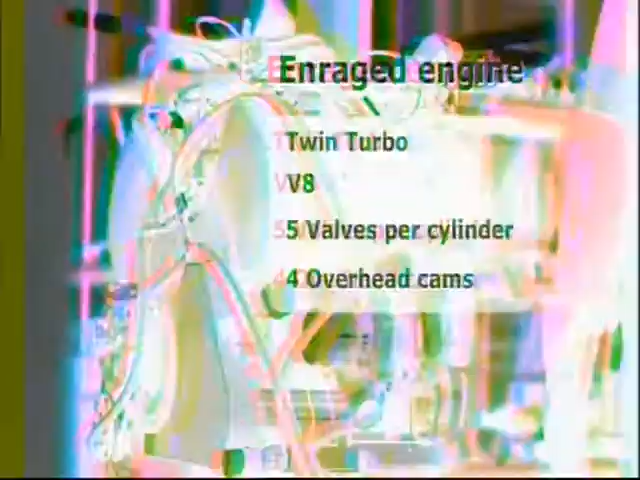 Enraged engine
Twin Turbo
V8
5 Valves per cylinder
4 Overhead cams